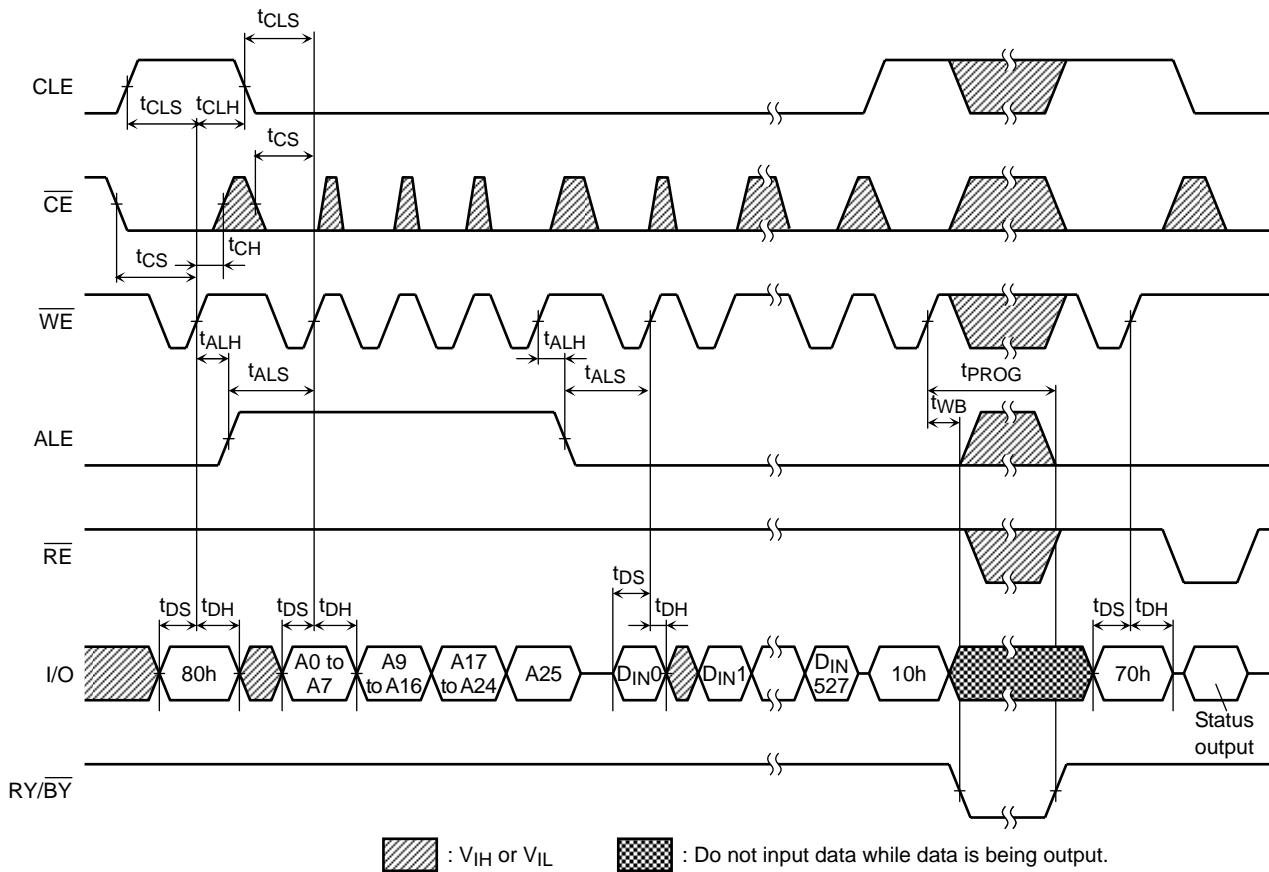 tCLS
CLE
tCLS tCLH
tCS
CE
tCH
tCS
WE
tALH tALH
tALS tALS tPROG
tWB
ALE
RE
tDS
tDS tDH tDS tDH tDH tDS tDH
I/O 80h A0 to A7 A9 to A16 A17 to A24 A25 DIN0 DIN1 DIN 527 10h 70h
Status
output
RY/BY
: VIH or VIL : Do not input data while data is being output.